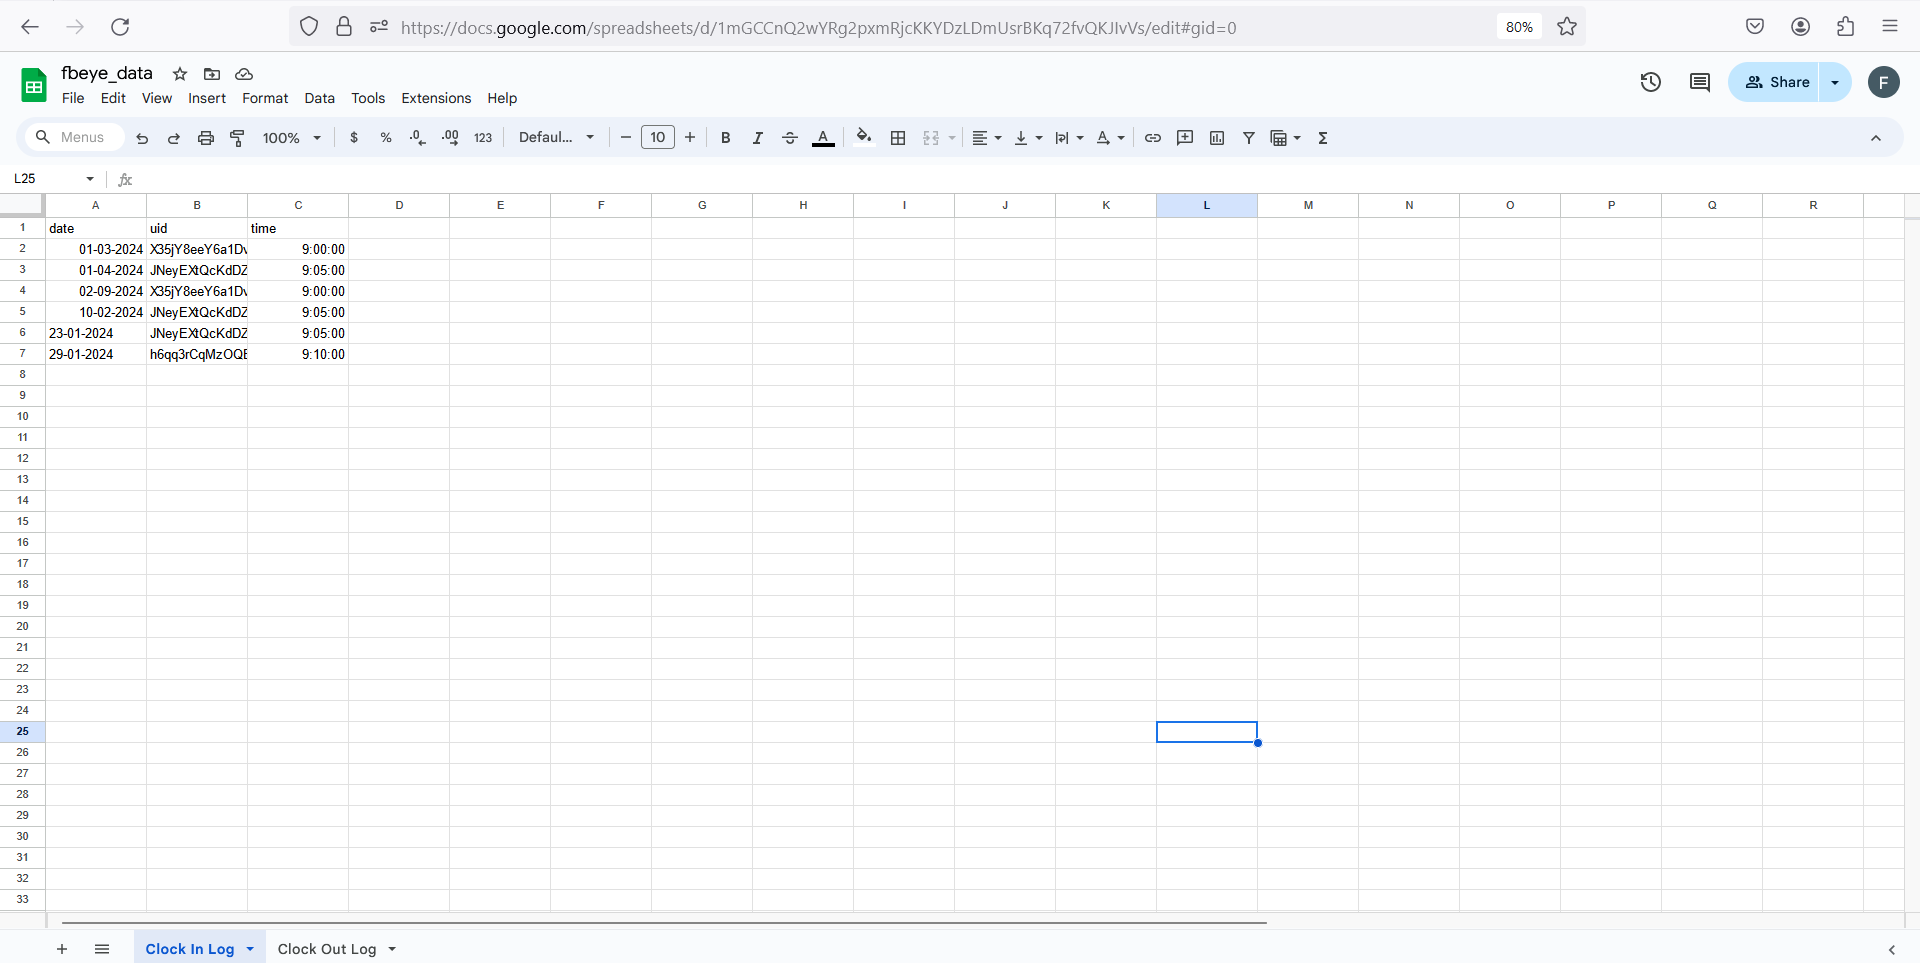 https://docs.google.com/spreadsheets/d/1mGCCnQ2wYRg2pxmRjcKKYDzLDmUsrBKq72fvQKJIvVs/edit#gid=0 80%
fbeye_data
File Edit View Insert Format Data Tools Extensions Help
Share F
Menus 100% $ % .0 .00 123 Defaul... 10 B I A Σ
L25 fx
A B C D E F G H I J K L M N O P Q R
1 date uid time
2 01-03-2024 X35jY8eeY6a1Dv 9:00:00
3 01-04-2024 JNeyEXtQcKdDZ 9:05:00
4 02-09-2024 X35jY8eeY6a1Dv 9:00:00
5 10-02-2024 JNeyEXtQcKdDZ 9:05:00
6 23-01-2024 JNeyEXtQcKdDZ 9:05:00
7 29-01-2024 h6qq3rCqMzOQE 9:10:00
8
9
10
11
12
13
14
15
16
17
18
19
20
21
22
23
24
25
26
27
28
29
30
31
32
33
Clock In Log Clock Out Log